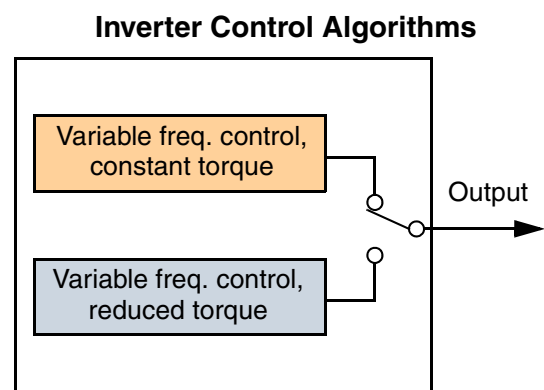 Inverter Control Algorithms
Variable freq. control,
constant torque
Output
Variable freq. control,
reduced torque